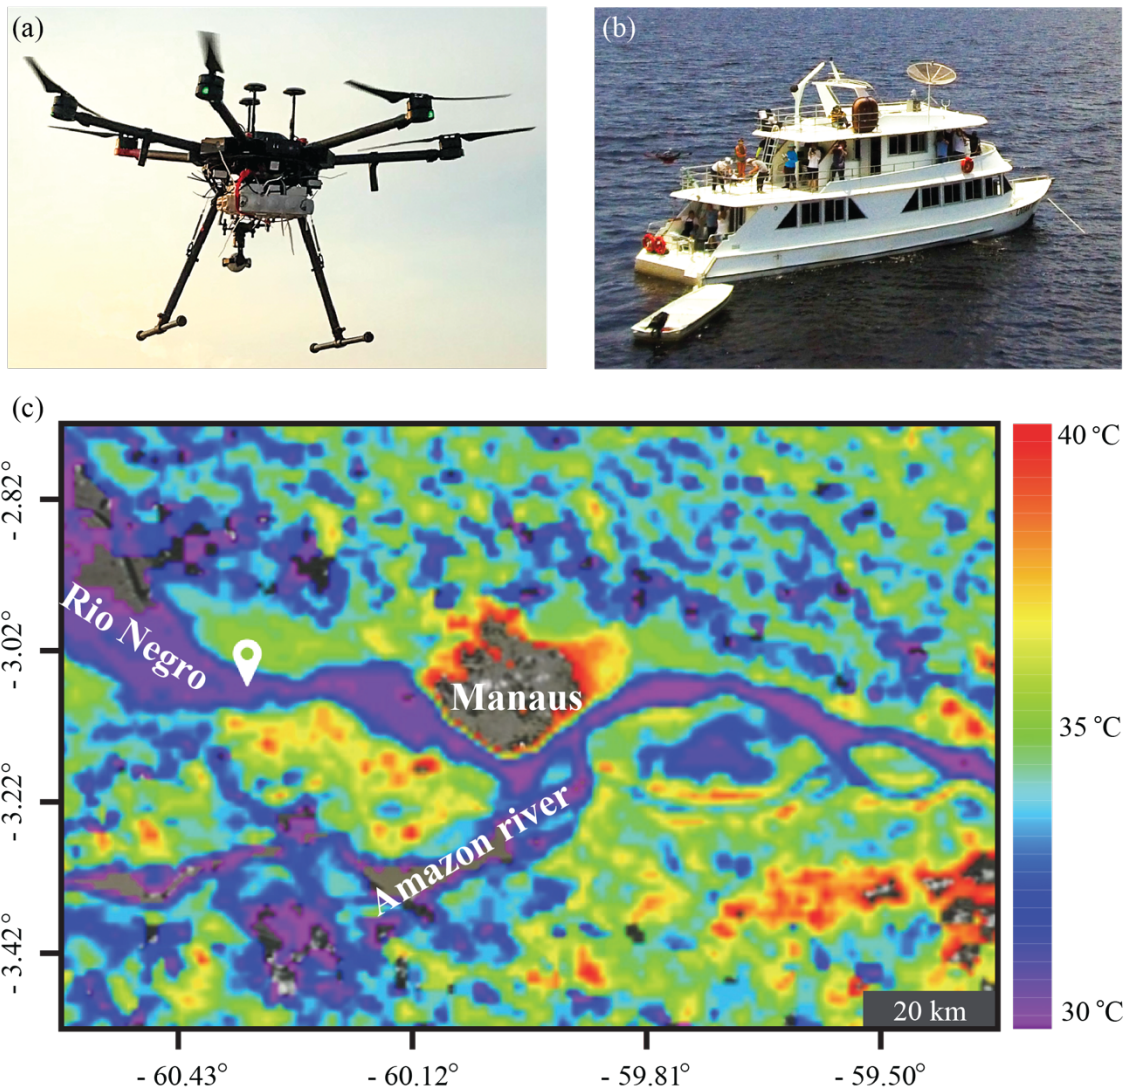 (a)
(b)
(c)
40 °C
35 °C
30 °C
- 2.82°
- 3.02°
- 3.22°
- 3.42°
Rio Negro
Manaus
Amazon river
20 km
- 60.43°
- 60.12°
- 59.81°
- 59.50°